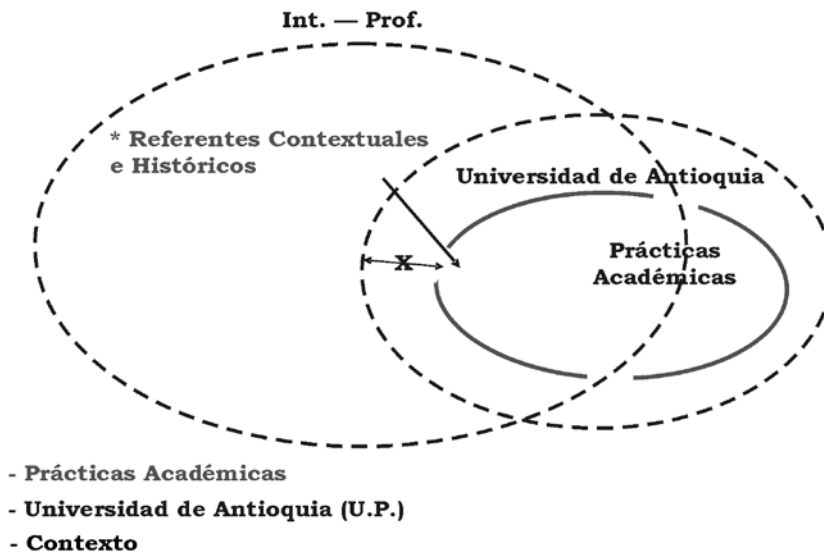 Int. — Prof.
* Referentes Contextuales
e Históricos
Universidad de Antioquia
X
Prácticas
Académicas
- Prácticas Académicas
- Universidad de Antioquia (U.P.)
- Contexto